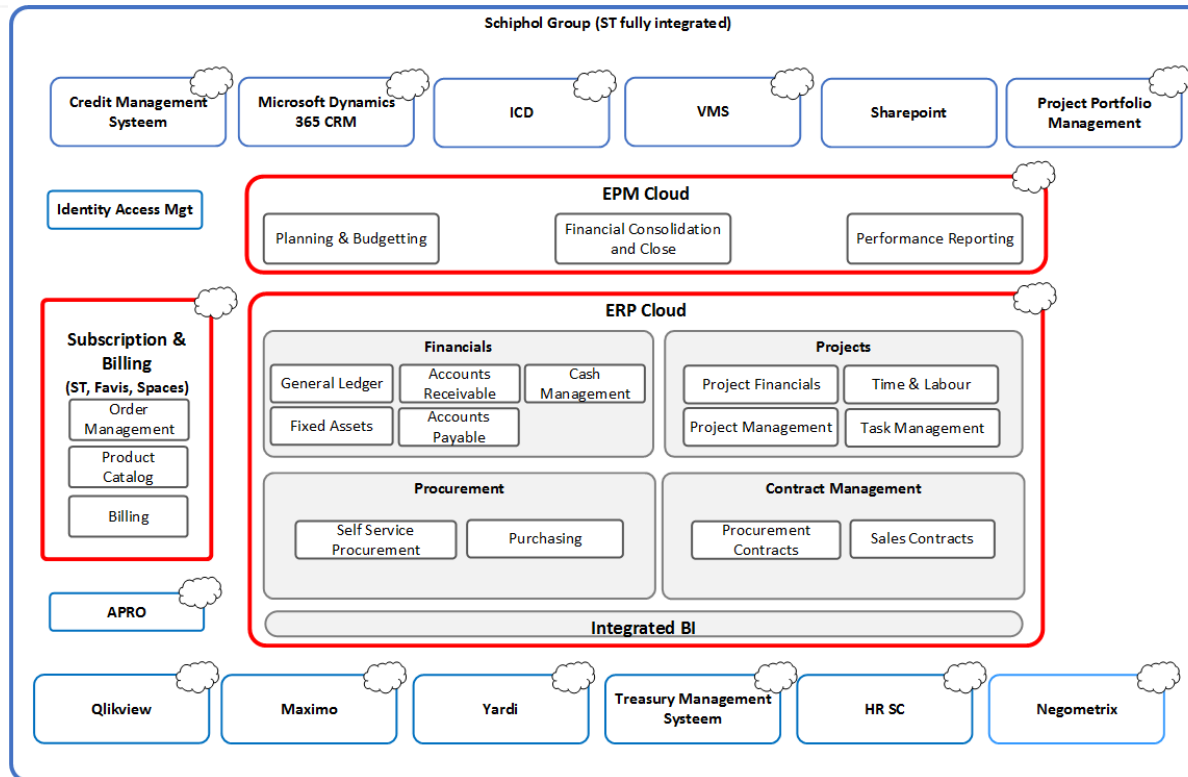 Schiphol Group (ST fully integrated)
Credit Management
Systeem
Microsoft Dynamics
365 CRM
ICD
VMS
Sharepoint
Project Portfolio
Management
Identity Access Mgt
EPM Cloud
Planning & Budgetting
Financial Consolidation
and Close
Performance Reporting
Subscription &
Billing
(ST, Favis, Spaces)
Order
Management
Product
Catalog
Billing
ERP Cloud
Financials
General Ledger
Accounts
Receivable
Cash
Management
Fixed Assets
Accounts
Payable
Projects
Project Financials
Time & Labour
Project Management
Task Management
Procurement
Self Service
Procurement
Purchasing
Contract Management
Procurement
Contracts
Sales Contracts
Integrated BI
APRO
Qlikview
Maximo
Yardi
Treasury Management
Systeem
HR SC
Negometrix